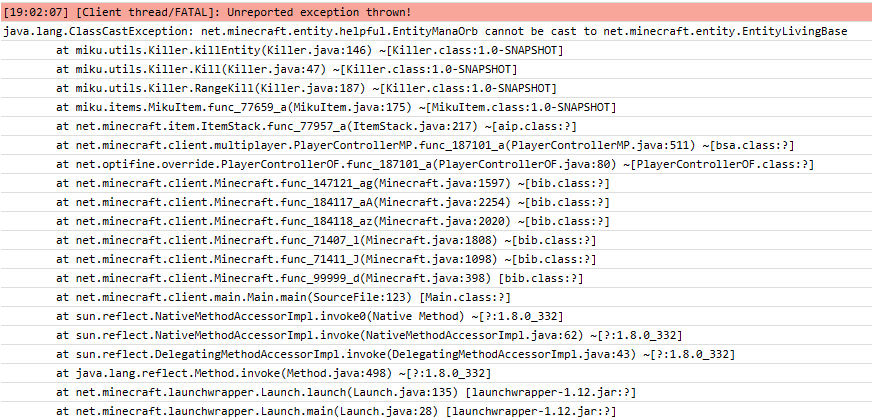 [19:02:07] [Client thread/FATAL]: Unreported exception thrown!
java.lang.ClassCastException: net.minecraft.entity.helpful.EntityManaOrb cannot be cast to net.minecraft.entity.EntityLivingBase
at miku.utils.Killer.killEntity(Killer.java:146) ~[Killer.class:1.0-SNAPSHOT]
at miku.utils.Killer.Kill(Killer.java:47) ~[Killer.class:1.0-SNAPSHOT]
at miku.utils.Killer.RangeKill(Killer.java:187) ~[Killer.class:1.0-SNAPSHOT]
at miku.items.MikuItem.func_77659_a(MikuItem.java:175) ~[MikuItem.class:1.0-SNAPSHOT]
at net.minecraft.item.ItemStack.func_77957_a(ItemStack.java:217) ~[aip.class:?]
at net.minecraft.client.multiplayer.PlayerControllerMP.func_187101_a(PlayerControllerMP.java:511) ~[bsa.class:?]
at net.optifine.override.PlayerControllerOF.func_187101_a(PlayerControllerOF.java:80) ~[PlayerControllerOF.class:?]
at net.minecraft.client.Minecraft.func_147121_ag(Minecraft.java:1597) ~[bib.class:?]
at net.minecraft.client.Minecraft.func_184117_aA(Minecraft.java:2254) ~[bib.class:?]
at net.minecraft.client.Minecraft.func_184118_az(Minecraft.java:2020) ~[bib.class:?]
at net.minecraft.client.Minecraft.func_71407_l(Minecraft.java:1808) ~[bib.class:?]
at net.minecraft.client.Minecraft.func_71411_J(Minecraft.java:1098) ~[bib.class:?]
at net.minecraft.client.Minecraft.func_99999_d(Minecraft.java:398) [bib.class:?]
at net.minecraft.client.main.Main.main(SourceFile:123) [Main.class:?]
at sun.reflect.NativeMethodAccessorImpl.invoke0(Native Method) ~[?:1.8.0_332]
at sun.reflect.NativeMethodAccessorImpl.invoke(NativeMethodAccessorImpl.java:62) ~[?:1.8.0_332]
at sun.reflect.DelegatingMethodAccessorImpl.invoke(DelegatingMethodAccessorImpl.java:43) ~[?:1.8.0_332]
at java.lang.reflect.Method.invoke(Method.java:498) ~[?:1.8.0_332]
at net.minecraft.launchwrapper.Launch.launch(Launch.java:135) [launchwrapper-1.12.jar:?]
at net.minecraft.launchwrapper.Launch.main(Launch.java:28) [launchwrapper-1.12.jar:?]